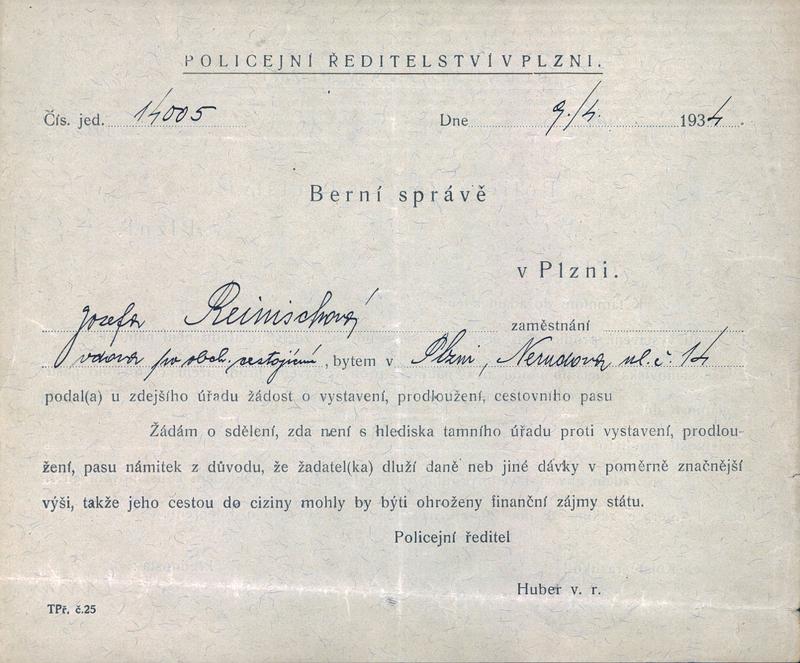 POLICEJNÍ ŘEDITELSTVÍ V PLZNI.
Čís. jed. 14005 Dne 9./4. 1934.
Berní správě
v Plzni.
Josefa Reinischová zaměstnání
vdova po obch. cestujícím, bytem v Plzni, Nerudova ul. č. 14
podal(a) u zdejšího úřadu žádost o vystavení, prodloužení, cestovního pasu
Žádám o sdělení, zda není s hlediska tamního úřadu proti vystavení, prodlou-
žení, pasu námitek z důvodu, že žadatel(ka) dluží daně neb jiné dávky v poměrně značnější
výši, takže jeho cestou do ciziny mohly by býti ohroženy finanční zájmy státu.
Policejní ředitel
Huber v. r.
TPř. č.25